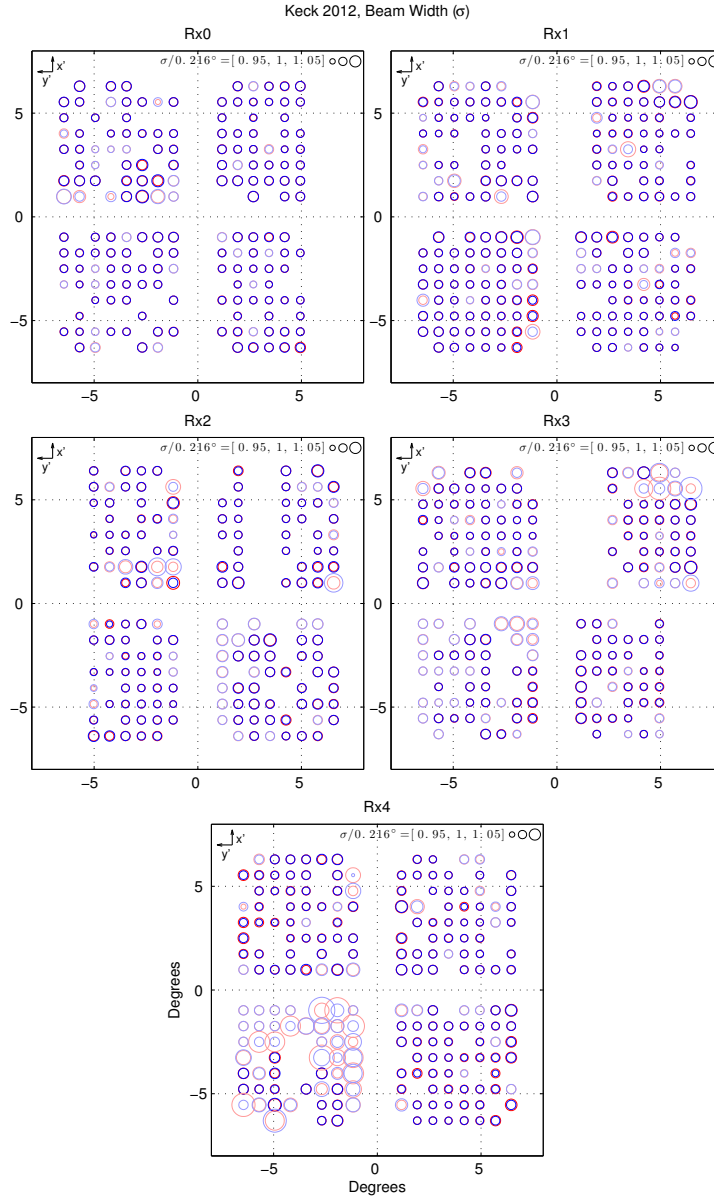 Keck 2012, Beam Width (σ)
Rx0
Rx1
x'
y'
σ/0.216° =[ 0.95, 1, 1.05]
x'
y'
σ/0.216° =[ 0.95, 1, 1.05]
5
0
−5
−5
0
5
5
0
−5
−5
0
5
Rx2
Rx3
x'
y'
σ/0.216° =[ 0.95, 1, 1.05]
x'
y'
σ/0.216° =[ 0.95, 1, 1.05]
5
0
−5
−5
0
5
5
0
−5
−5
0
5
Rx4
x'
y'
σ/0.216° =[ 0.95, 1, 1.05]
Degrees
5
0
−5
−5
0
5
Degrees